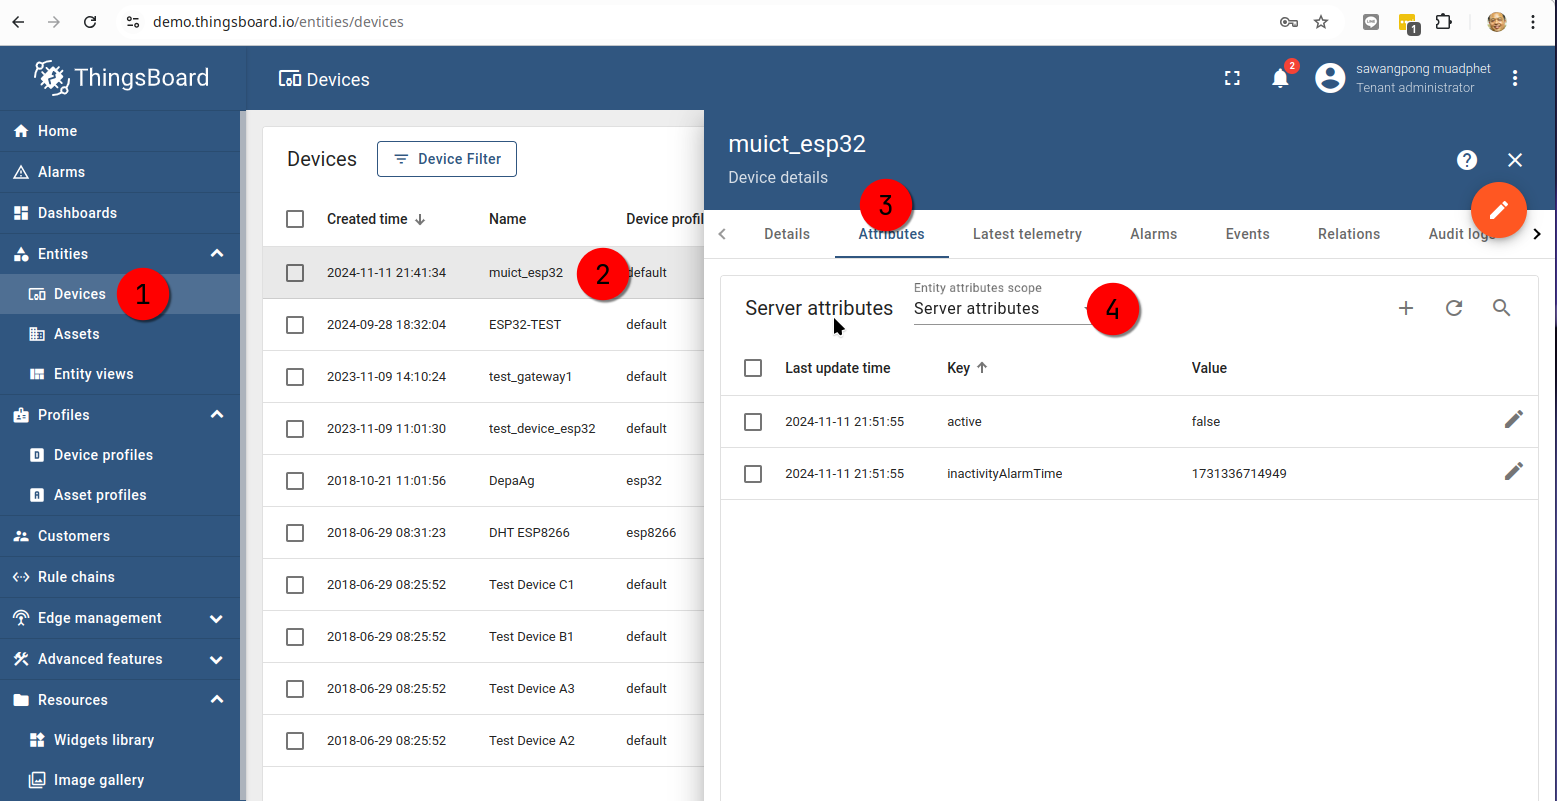 demo.thingsboard.io/entities/devices
1
ThingsBoard
Devices
2
sawangpong muadphet
Tenant administrator
Home
Alarms
Dashboards
Entities
Devices
1
Assets
Entity views
Profiles
D
Device profiles
A
Asset profiles
Customers
Rule chains
Edge management
Advanced features
Resources
Widgets library
Image gallery
Devices
Device Filter
Created time Name Device profil
2024-11-11 21:41:34 muict_esp32 2 default
2024-09-28 18:32:04 ESP32-TEST default
2023-11-09 14:10:24 test_gateway1 default
2023-11-09 11:01:30 test_device_esp32 default
2018-10-21 11:01:56 DepaAg esp32
2018-06-29 08:31:23 DHT ESP8266 esp8266
2018-06-29 08:25:52 Test Device C1 default
2018-06-29 08:25:52 Test Device B1 default
2018-06-29 08:25:52 Test Device A3 default
2018-06-29 08:25:52 Test Device A2 default
muict_esp32
Device details
?
3
Details Attributes Latest telemetry Alarms Events Relations Audit logs
Entity attributes scope
Server attributes Server attributes 4
Last update time Key Value
2024-11-11 21:51:55 active false
2024-11-11 21:51:55 inactivityAlarmTime 1731336714949